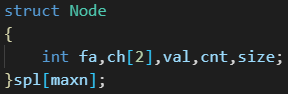 struct Node
{
    int fa,ch[2],val,cnt,size;
}spl[maxn];